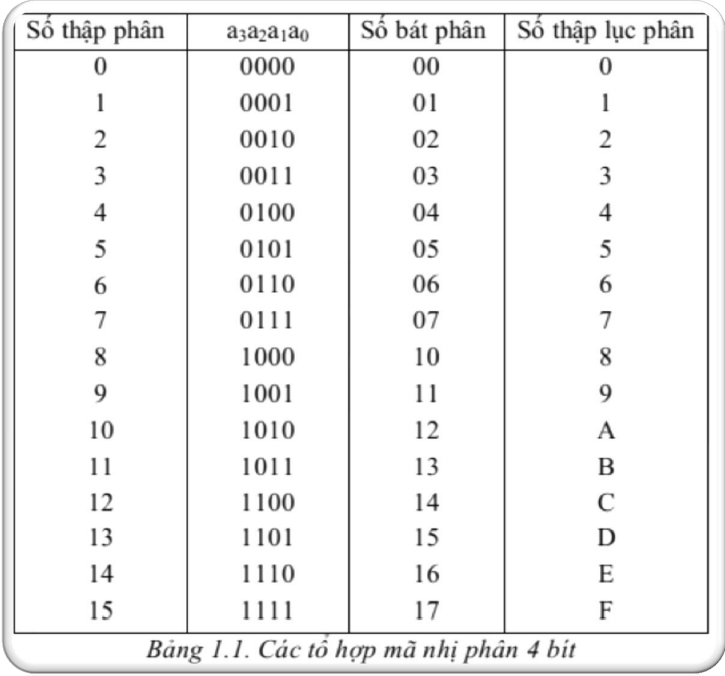 Số thập phân a₃a₂a₁a₀ Số bát phân Số thập lục phân
0 0000 00 0
1 0001 01 1
2 0010 02 2
3 0011 03 3
4 0100 04 4
5 0101 05 5
6 0110 06 6
7 0111 07 7
8 1000 10 8
9 1001 11 9
10 1010 12 A
11 1011 13 B
12 1100 14 C
13 1101 15 D
14 1110 16 E
15 1111 17 F
Bảng 1.1. Các tổ hợp mã nhị phân 4 bít